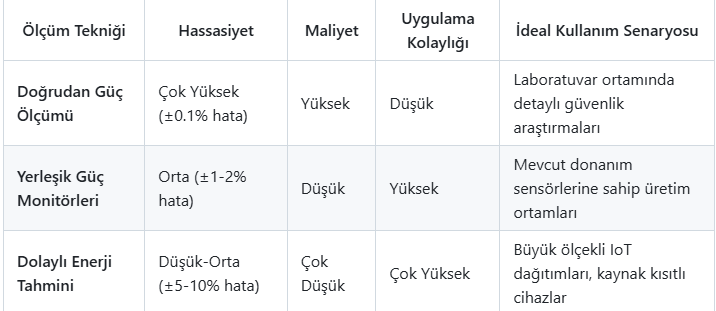 Ölçüm Tekniği
Hassasiyet
Maliyet
Uygulama
Kolaylığı
İdeal Kullanım Senaryosu
Doğrudan Güç
Ölçümü
Çok Yüksek
(±0.1% hata)
Yüksek
Düşük
Laboratuvar ortamında
detaylı güvenlik
araştırmaları
Yerleşik Güç
Monitörleri
Orta (±1-2%
hata)
Düşük
Yüksek
Mevcut donanım
sensörlerine sahip üretim
ortamları
Dolaylı Enerji
Tahmini
Düşük-Orta
(±5-10% hata)
Çok
Düşük
Çok Yüksek
Büyük ölçekli IoT
dağıtımları, kaynak kısıtlı
cihazlar